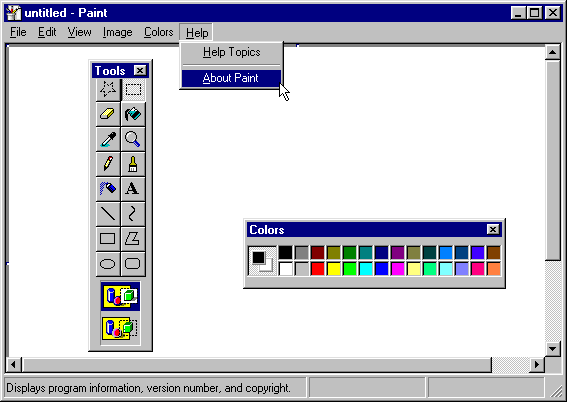 untitled - Paint
File Edit View Image Colors Help
Help Topics
About Paint
Tools
A
Colors
Displays program information, version number, and copyright.